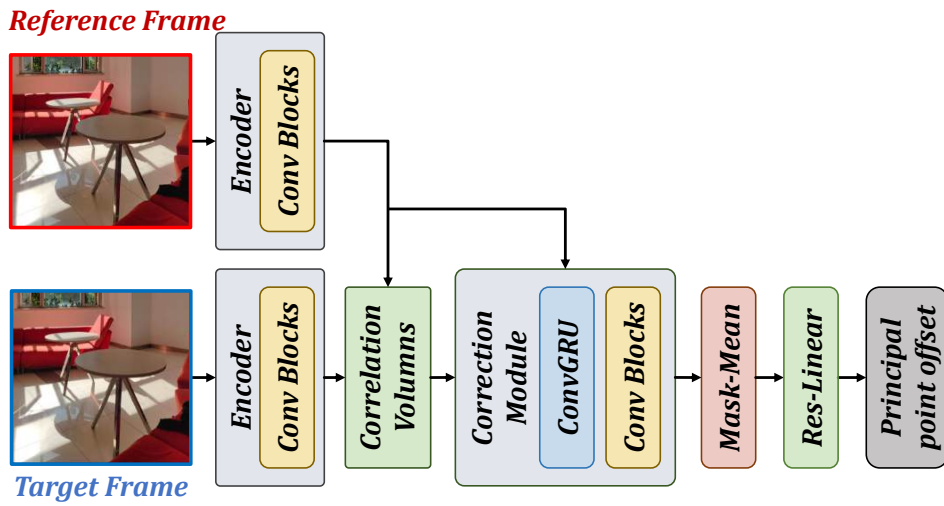 Reference Frame
Encoder
Conv Blocks
Target Frame
Encoder
Conv Blocks
Correlation
Volumns
Correction
Module
ConvGRU
Conv Blocks
Mask-Mean
Res-Linear
Principal
point offset